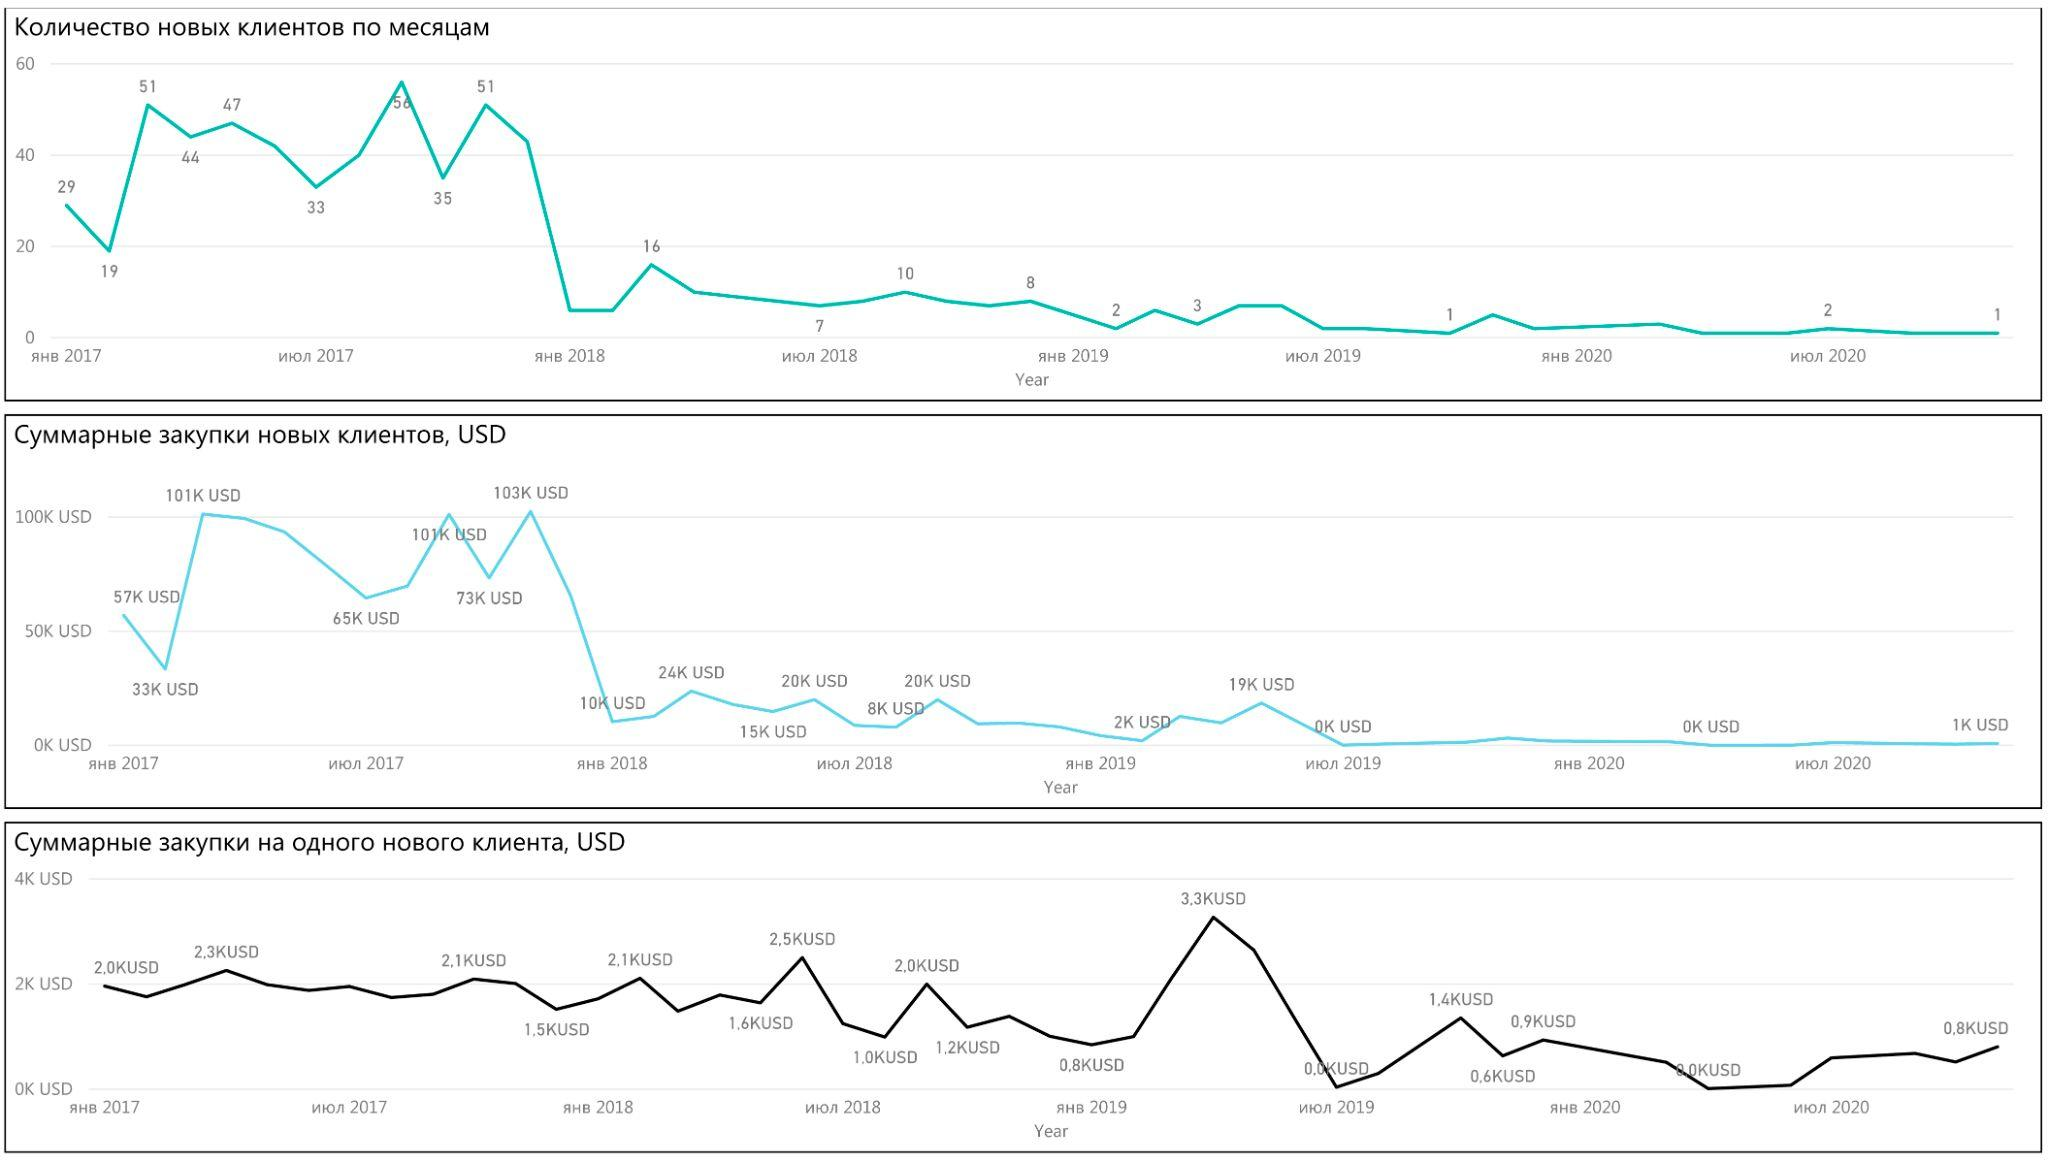 Количество новых клиентов по месяцам
60
40
20
0
29
19
51
44
47
33
56
35
51
16
7
10
8
2
3
1
2
1
янв 2017
июл 2017
янв 2018
июл 2018
янв 2019
июл 2019
янв 2020
июл 2020
Year
Суммарные закупки новых клиентов, USD
100K USD
50K USD
0K USD
57K USD
33K USD
101K USD
65K USD
101K USD
73K USD
103K USD
10K USD
24K USD
15K USD
20K USD
8K USD
20K USD
2K USD
19K USD
0K USD
0K USD
1K USD
янв 2017
июл 2017
янв 2018
июл 2018
янв 2019
июл 2019
янв 2020
июл 2020
Year
Суммарные закупки на одного нового клиента, USD
4K USD
2K USD
0K USD
2,0KUSD
2,3KUSD
2,1KUSD
1,5KUSD
2,1KUSD
1,6KUSD
2,5KUSD
1,0KUSD
2,0KUSD
1,2KUSD
0,8KUSD
3,3KUSD
0,0KUSD
1,4KUSD
0,6KUSD
0,9KUSD
0,0KUSD
0,8KUSD
янв 2017
июл 2017
янв 2018
июл 2018
янв 2019
июл 2019
янв 2020
июл 2020
Year